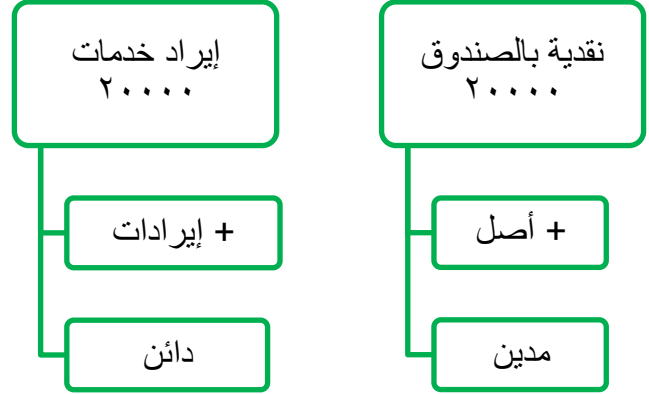 نقدية بالصندوق
٢٠٠٠٠
+ أصل
مدين
إيراد خدمات
٢٠٠٠٠
+ إيرادات
دائن